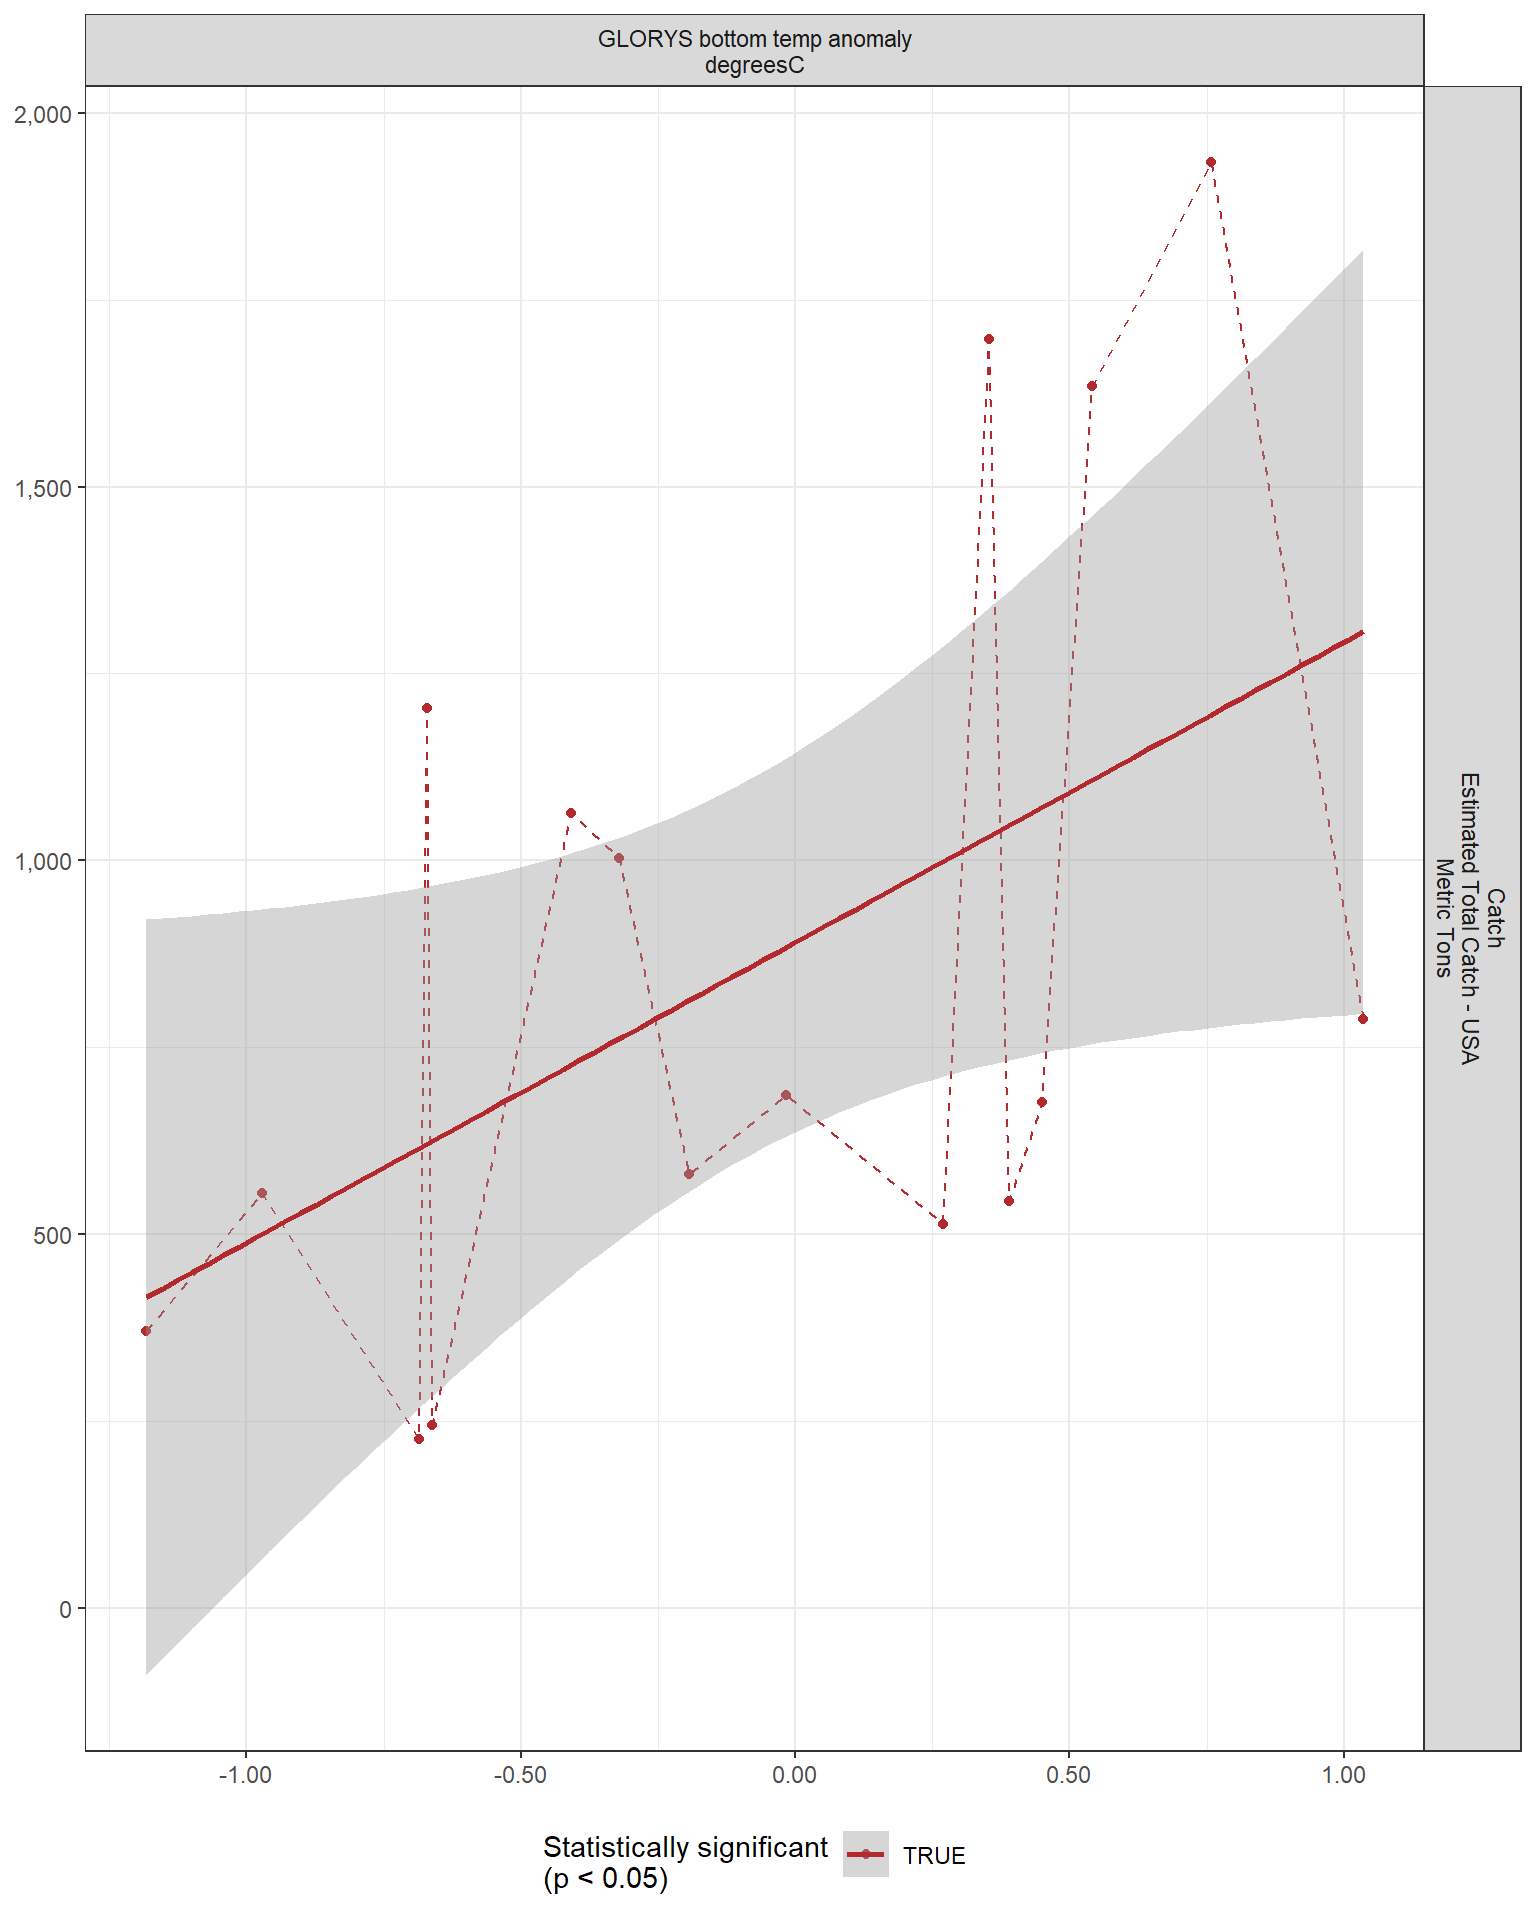 GLORYS bottom temp anomaly
degreesC
2,000
1,500
1,000
500
0
Catch
Estimated Total Catch - USA
Metric Tons
-1.00
-0.50
0.00
0.50
1.00
Statistically significant
(p < 0.05)
TRUE